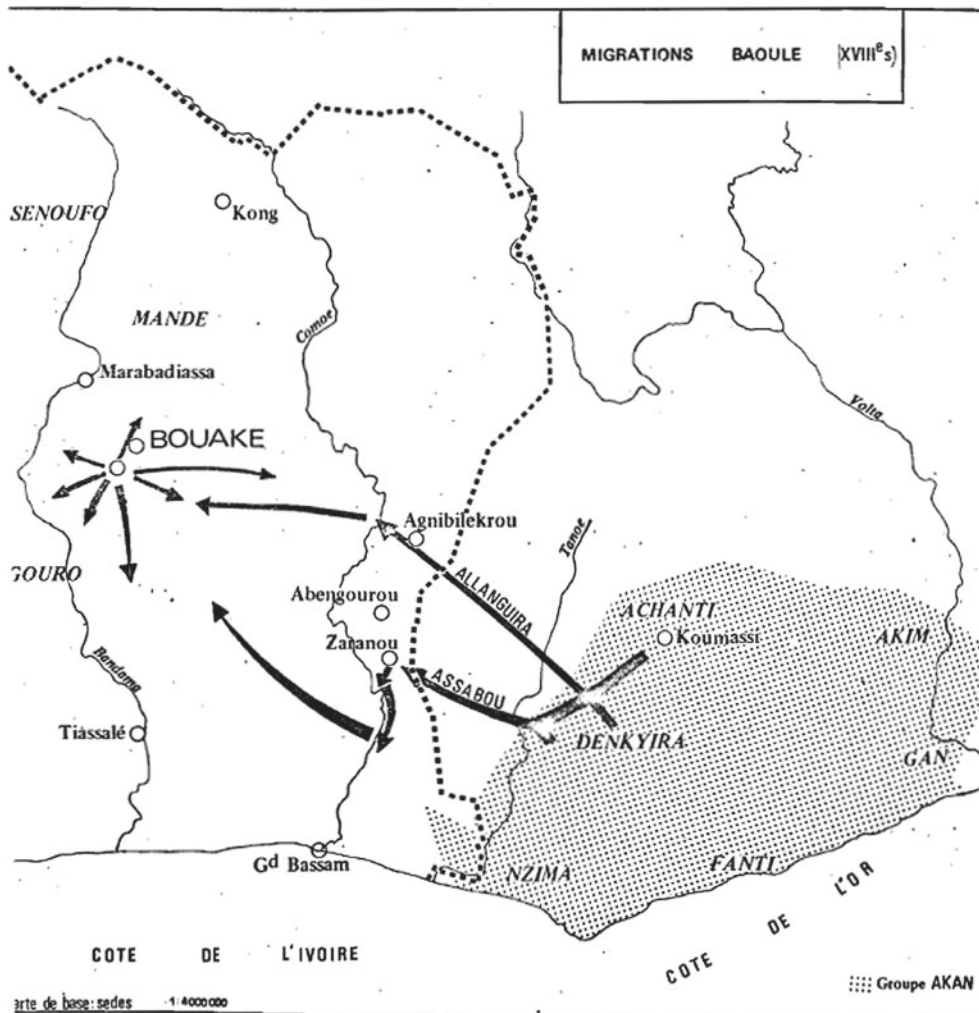 MIGRATIONS BAOULE (XVIIIe s)
SENOUFO
Kong
MANDE
Comoe
Marabadiassa
Volta
BOUAKE
Agnibilekrou
Tanoe
GOURO
ALLANGUIRA
Abengourou
ACHANTI
Koumassi
AKIM
Zaranou
Bandama
ASSABOU
Tiassalé
DENKYIRA
GAN
Gd Bassam
NZIMA
FANTI
COTE DE L'IVOIRE
COTE DE L'OR
Groupe AKAN
arte de base: sedes 1:4000000